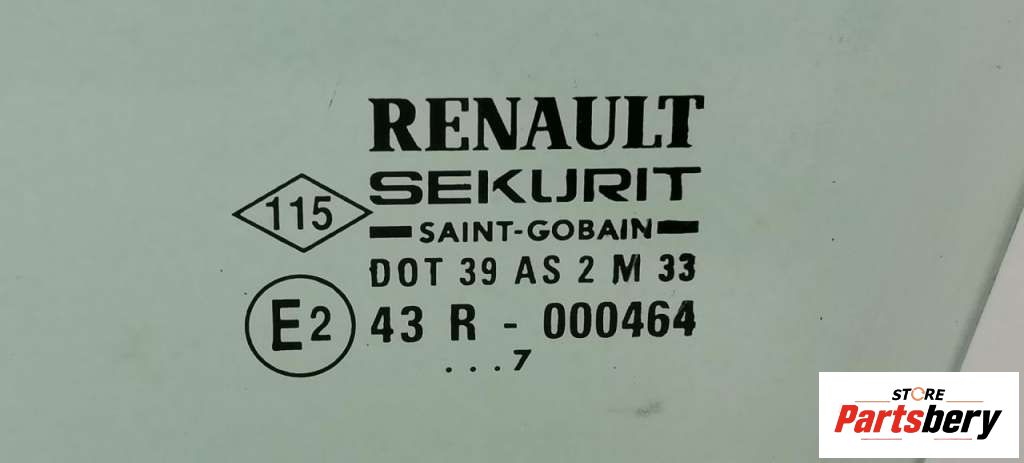 RENAULT
SEKURIT
115
SAINT-GOBAIN
DOT 39 AS 2 M 33
E2 43 R - 000464
...7
STORE
Partsbery